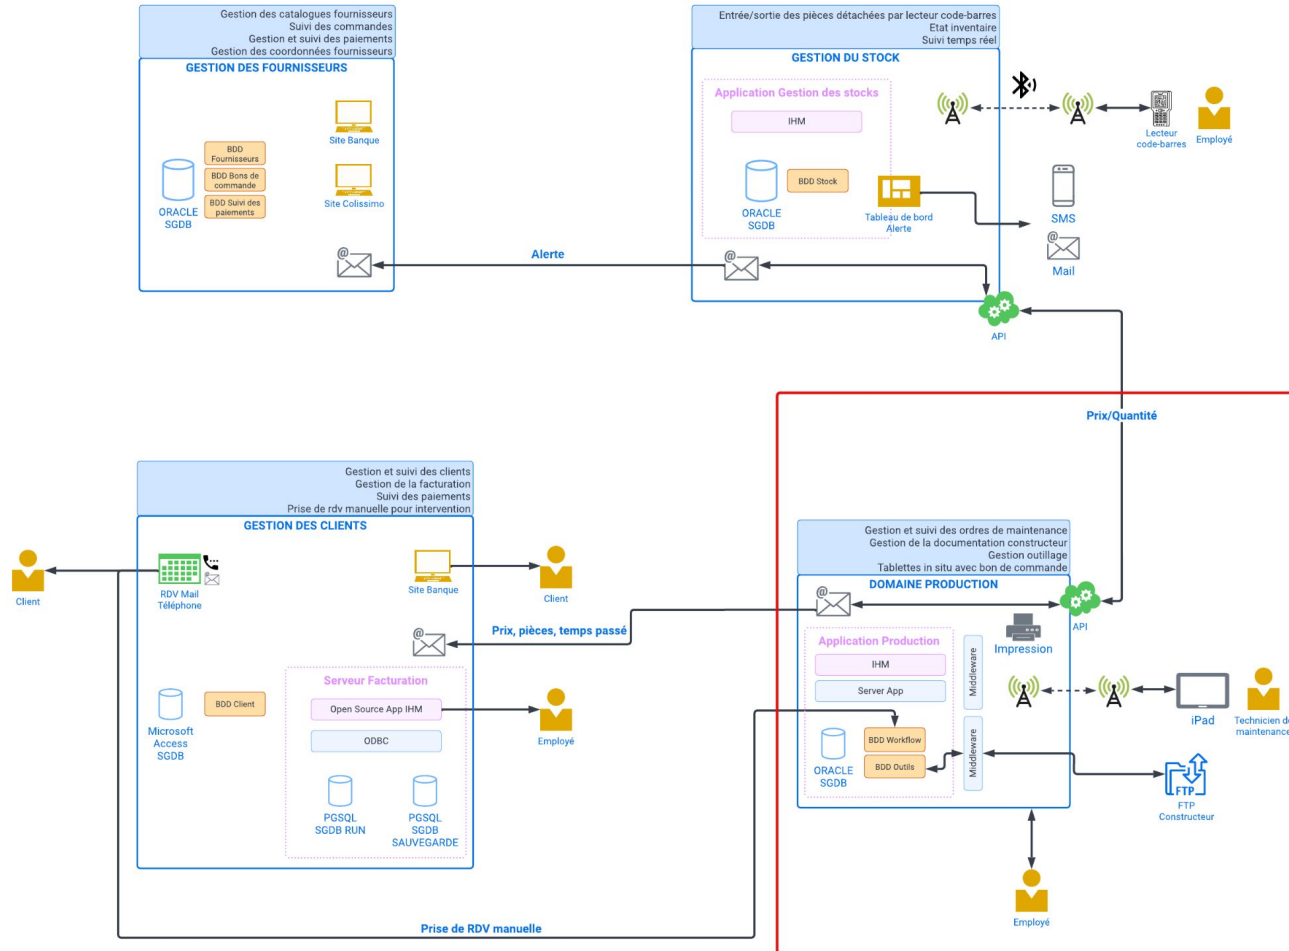 Gestion des catalogues fournisseurs
Suivi des commandes
Gestion et suivi des paiements
Gestion des coordonnées fournisseurs
GESTION DES FOURNISSEURS
Site Banque
BDD
Fournisseurs
BDD Bons de
commande
BDD Suivi des
paiements
ORACLE
SGDB
Site Colissimo
@
Alerte
Entrée/sortie des pièces détachées par lecteur code-barres
Etat inventaire
Suivi temps réel
GESTION DU STOCK
Application Gestion des stocks
IHM
BDD Stock
ORACLE
SGDB
Tableau de bord
Alerte
@
Lecteur
code-barres
Employé
SMS
@
Mail
API
Prix/Quantité
Gestion et suivi des clients
Gestion de la facturation
Suivi des paiements
Prise de rdv manuelle pour intervention
GESTION DES CLIENTS
Client
RDV Mail
Téléphone
Site Banque
Client
@
Prix, pièces, temps passé
Microsoft
Access
SGDB
BDD Client
Serveur Facturation
Open Source App IHM
ODBC
PGSQL
SGDB RUN
PGSQL
SGDB
SAUVEGARDE
Employé
Prise de RDV manuelle
Gestion et suivi des ordres de maintenance
Gestion de la documentation constructeur
Gestion outillage
Tablettes in situ avec bon de commande
DOMAINE PRODUCTION
@
API
Impression
Application Production
IHM
Server App
Middleware
BDD Workflow
BDD Outils
ORACLE
SGDB
Middleware
iPad
Technicien de
maintenance
FTP
FTP
Constructeur
Employé